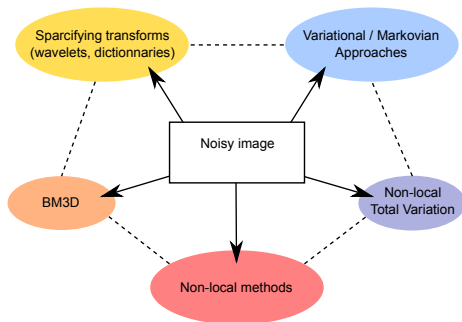 Sparcifying transforms
(wavelets, dictionnaries)
Variational / Markovian
Approaches
Noisy image
BM3D
Non-local
Total Variation
Non-local methods